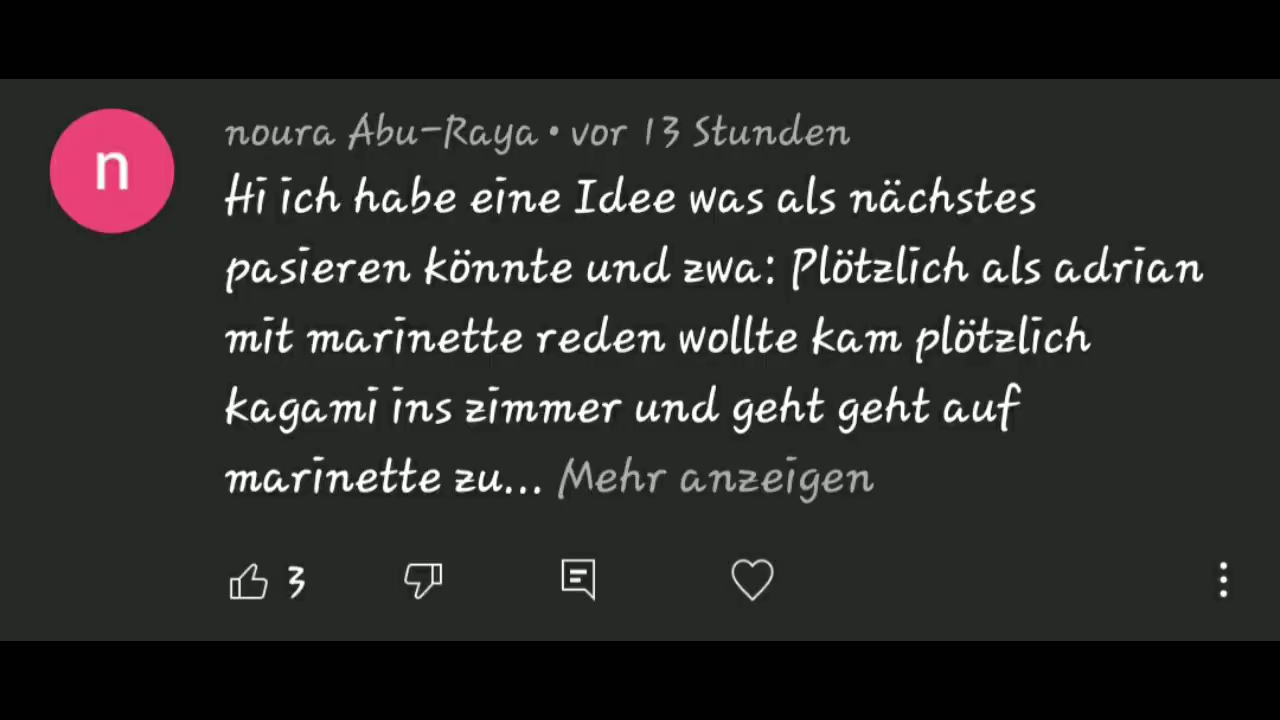 n
noura Abu-Raya • vor 13 Stunden
Hi ich habe eine Idee was als nächstes
pasieren könnte und zwa: Plötzlich als adrian
mit marinette reden wollte kam plötzlich
kagami ins zimmer und geht geht auf
marinette zu... Mehr anzeigen
3